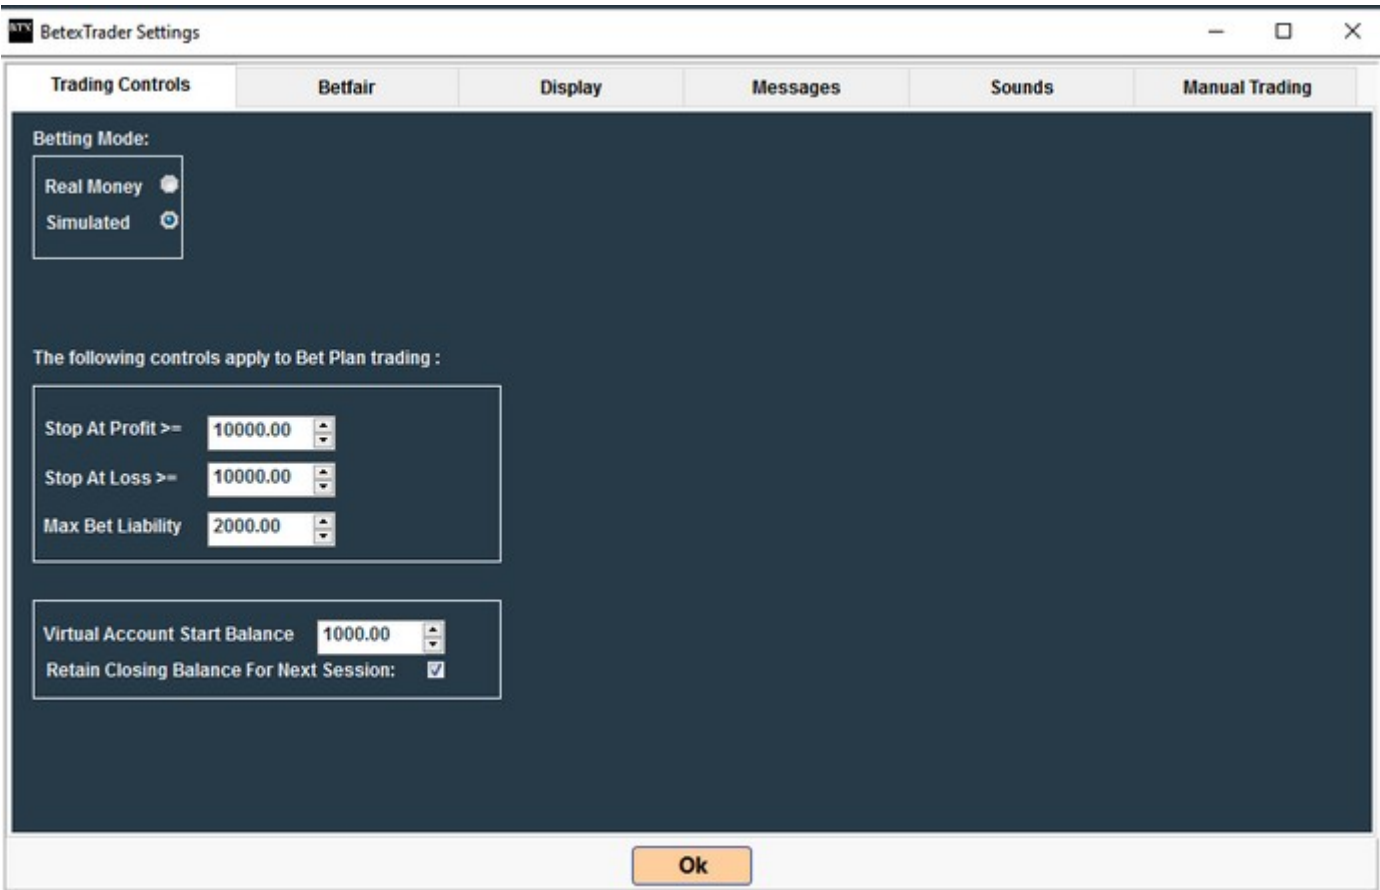 BTX BetexTrader Settings
Trading Controls Betfair Display Messages Sounds Manual Trading
Betting Mode:
Real Money
Simulated
The following controls apply to Bet Plan trading :
Stop At Profit >= 10000.00
Stop At Loss >= 10000.00
Max Bet Liability 2000.00
Virtual Account Start Balance 1000.00
Retain Closing Balance For Next Session:
Ok